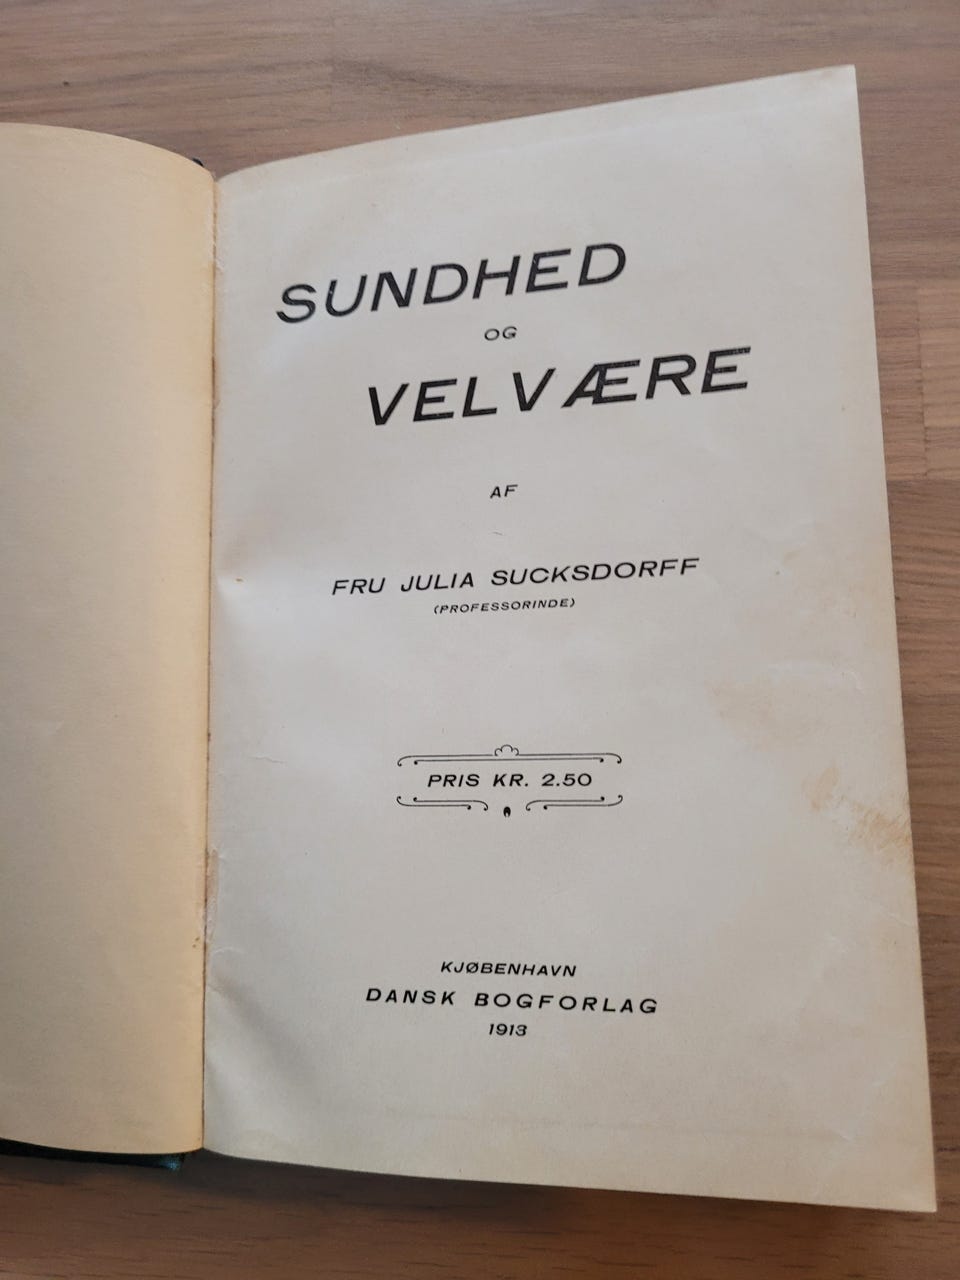 SUNDHED
OG
VELVÆRE
AF
FRU JULIA SUCKSDORFF
(PROFESSORINDE)
PRIS KR. 2.50
KJØBENHAVN
DANSK BOGFORLAG
1913